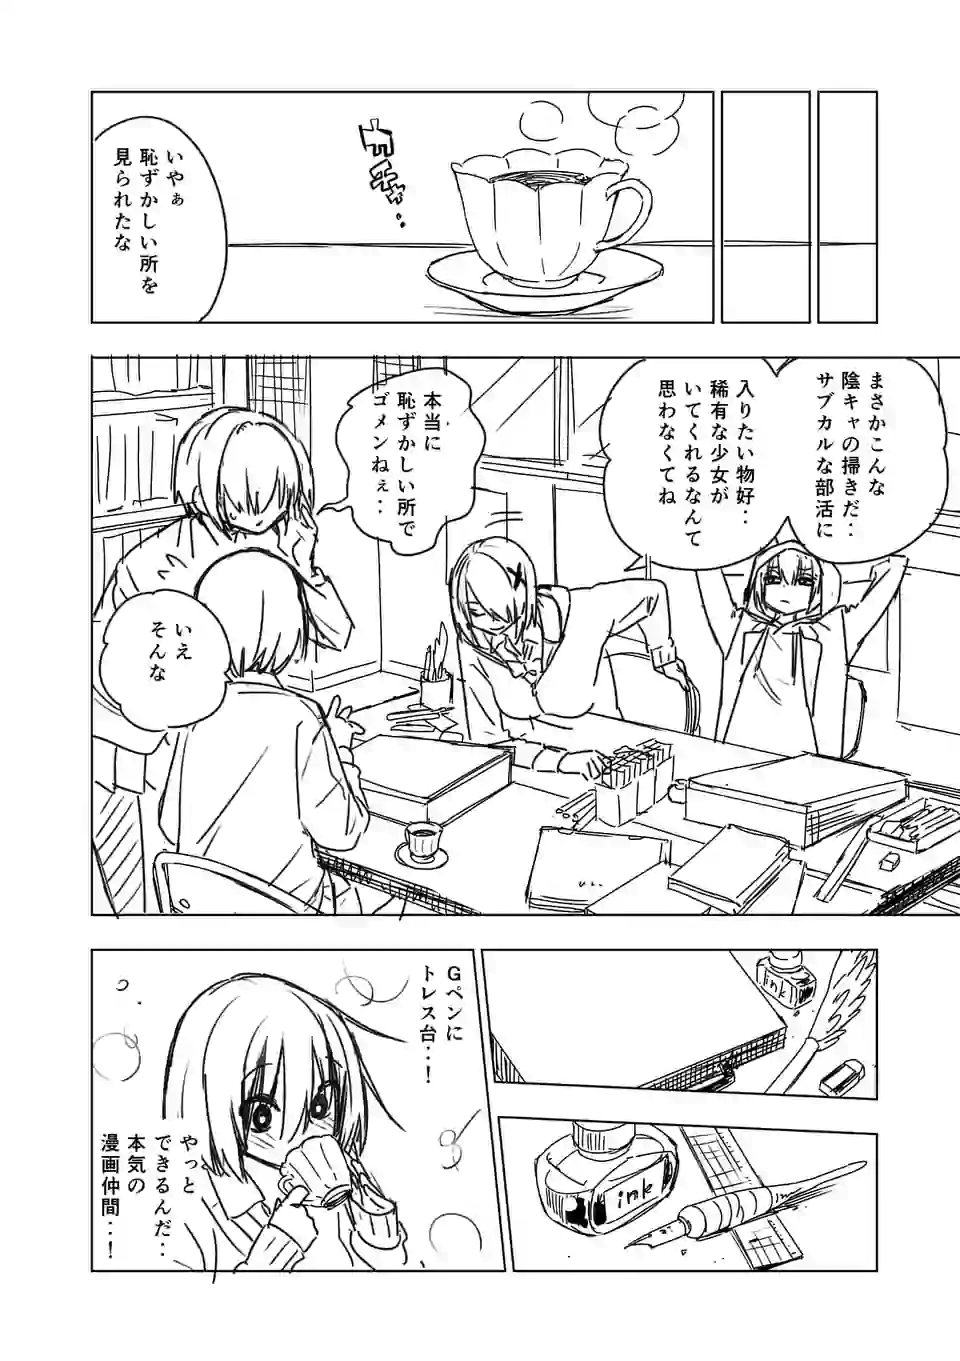 カチャ‥
いやぁ
恥ずかしい所を
見られたな
まさかこんな
陰キャの掃きだ‥
サブカルな部活に
入りたい物好‥
稀有な少女が
いてくれるなんて
思わなくてね
本当に
恥ずかしい所で
ゴメンねぇ‥
いえ
そんな
ink
ink
Gペンに
トレス台‥！
やっと
できるんだ‥
本気の
漫画仲間‥！